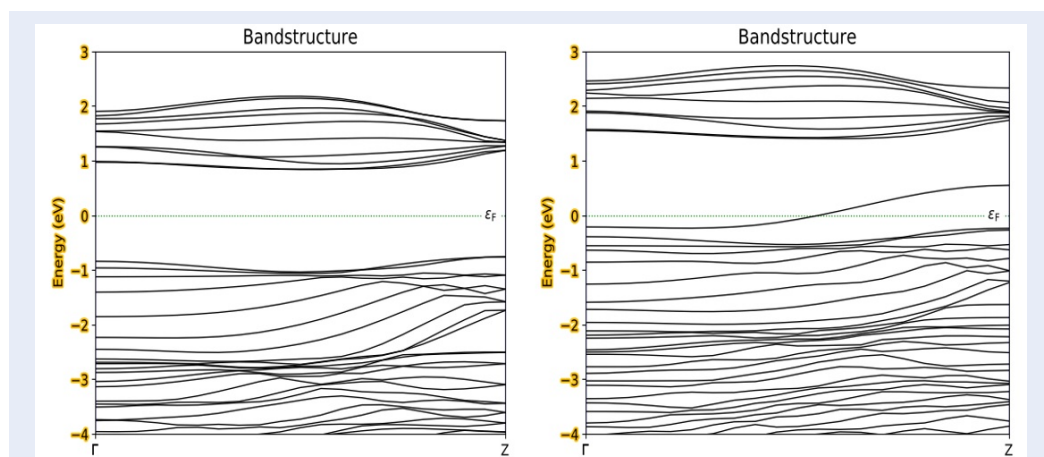 Bandstructure
Energy (eV)
3
2
1
0
−1
−2
−3
−4
εF
Γ
Z
Bandstructure
Energy (eV)
3
2
1
0
−1
−2
−3
−4
εF
Γ
Z